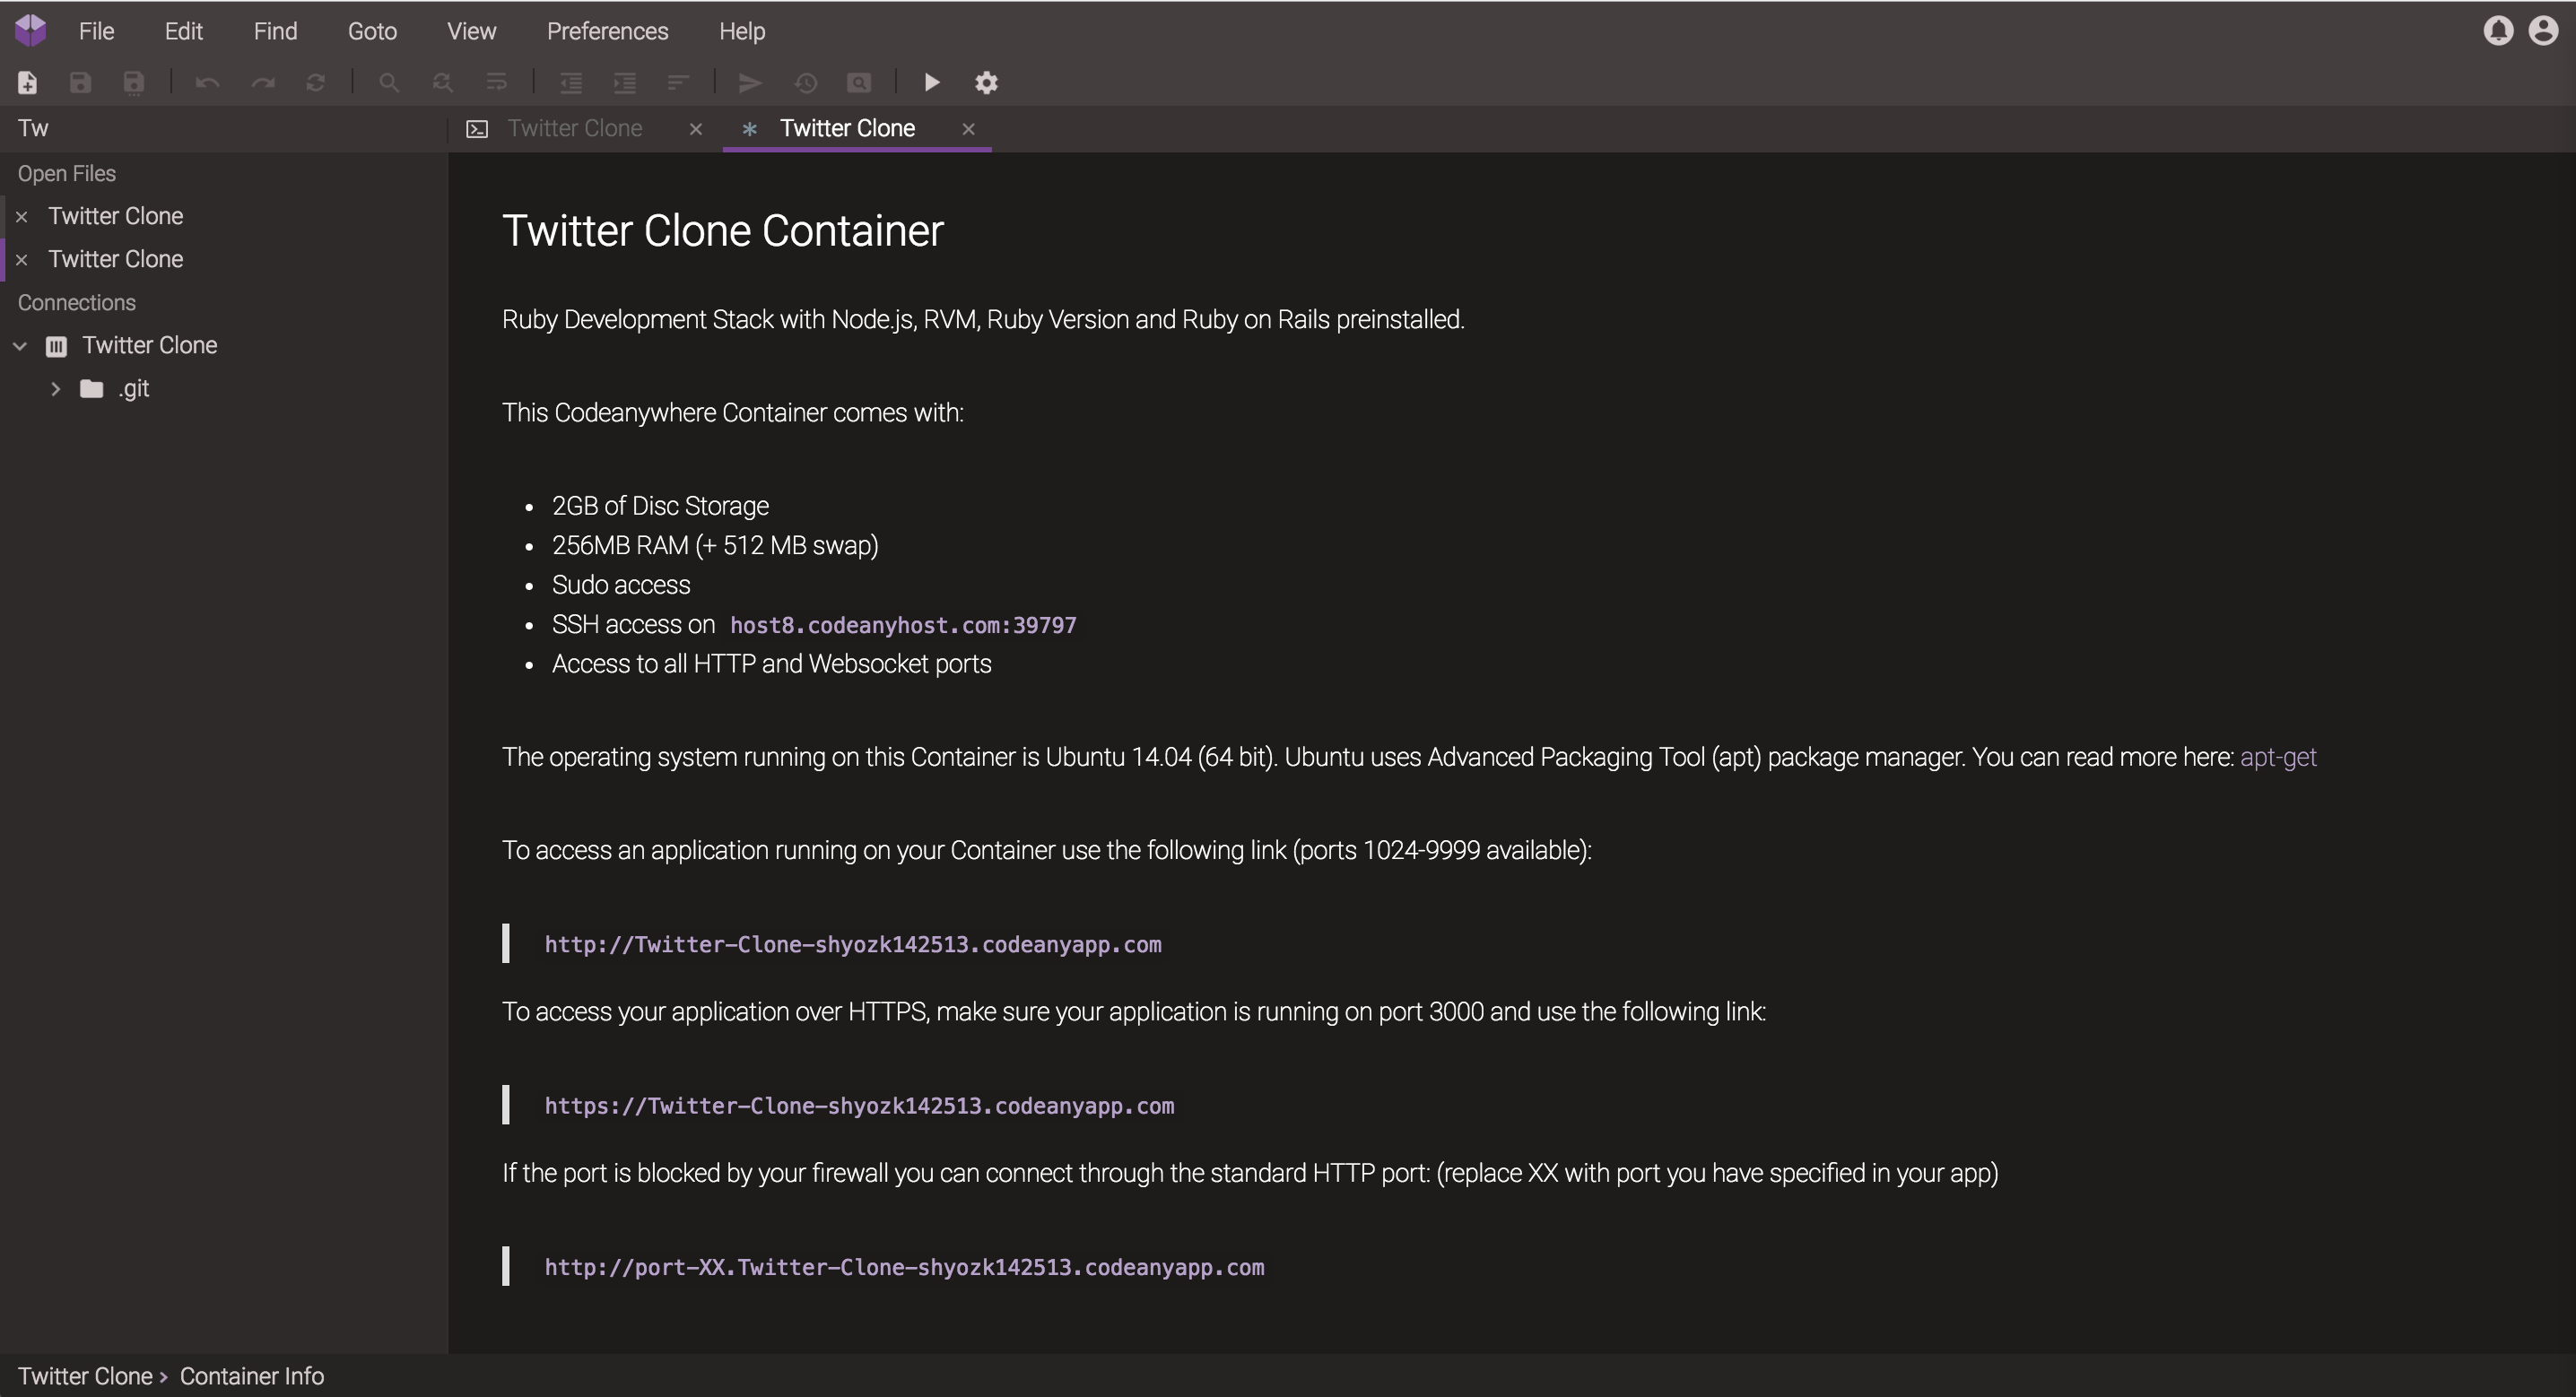 File Edit Find Goto View Preferences Help
Tw
Twitter Clone Twitter Clone
Open Files
Twitter Clone
Twitter Clone
Connections
Twitter Clone
.git
Twitter Clone Container
Ruby Development Stack with Node.js, RVM, Ruby Version and Ruby on Rails preinstalled.
This Codeanywhere Container comes with:
• 2GB of Disc Storage
• 256MB RAM (+ 512 MB swap)
• Sudo access
• SSH access on host8.codeanyhost.com:39797
• Access to all HTTP and Websocket ports
The operating system running on this Container is Ubuntu 14.04 (64 bit). Ubuntu uses Advanced Packaging Tool (apt) package manager. You can read more here: apt-get
To access an application running on your Container use the following link (ports 1024-9999 available):
http://Twitter-Clone-shyozk142513.codeanyapp.com
To access your application over HTTPS, make sure your application is running on port 3000 and use the following link:
https://Twitter-Clone-shyozk142513.codeanyapp.com
If the port is blocked by your firewall you can connect through the standard HTTP port: (replace XX with port you have specified in your app)
http://port-XX.Twitter-Clone-shyozk142513.codeanyapp.com
Twitter Clone › Container Info